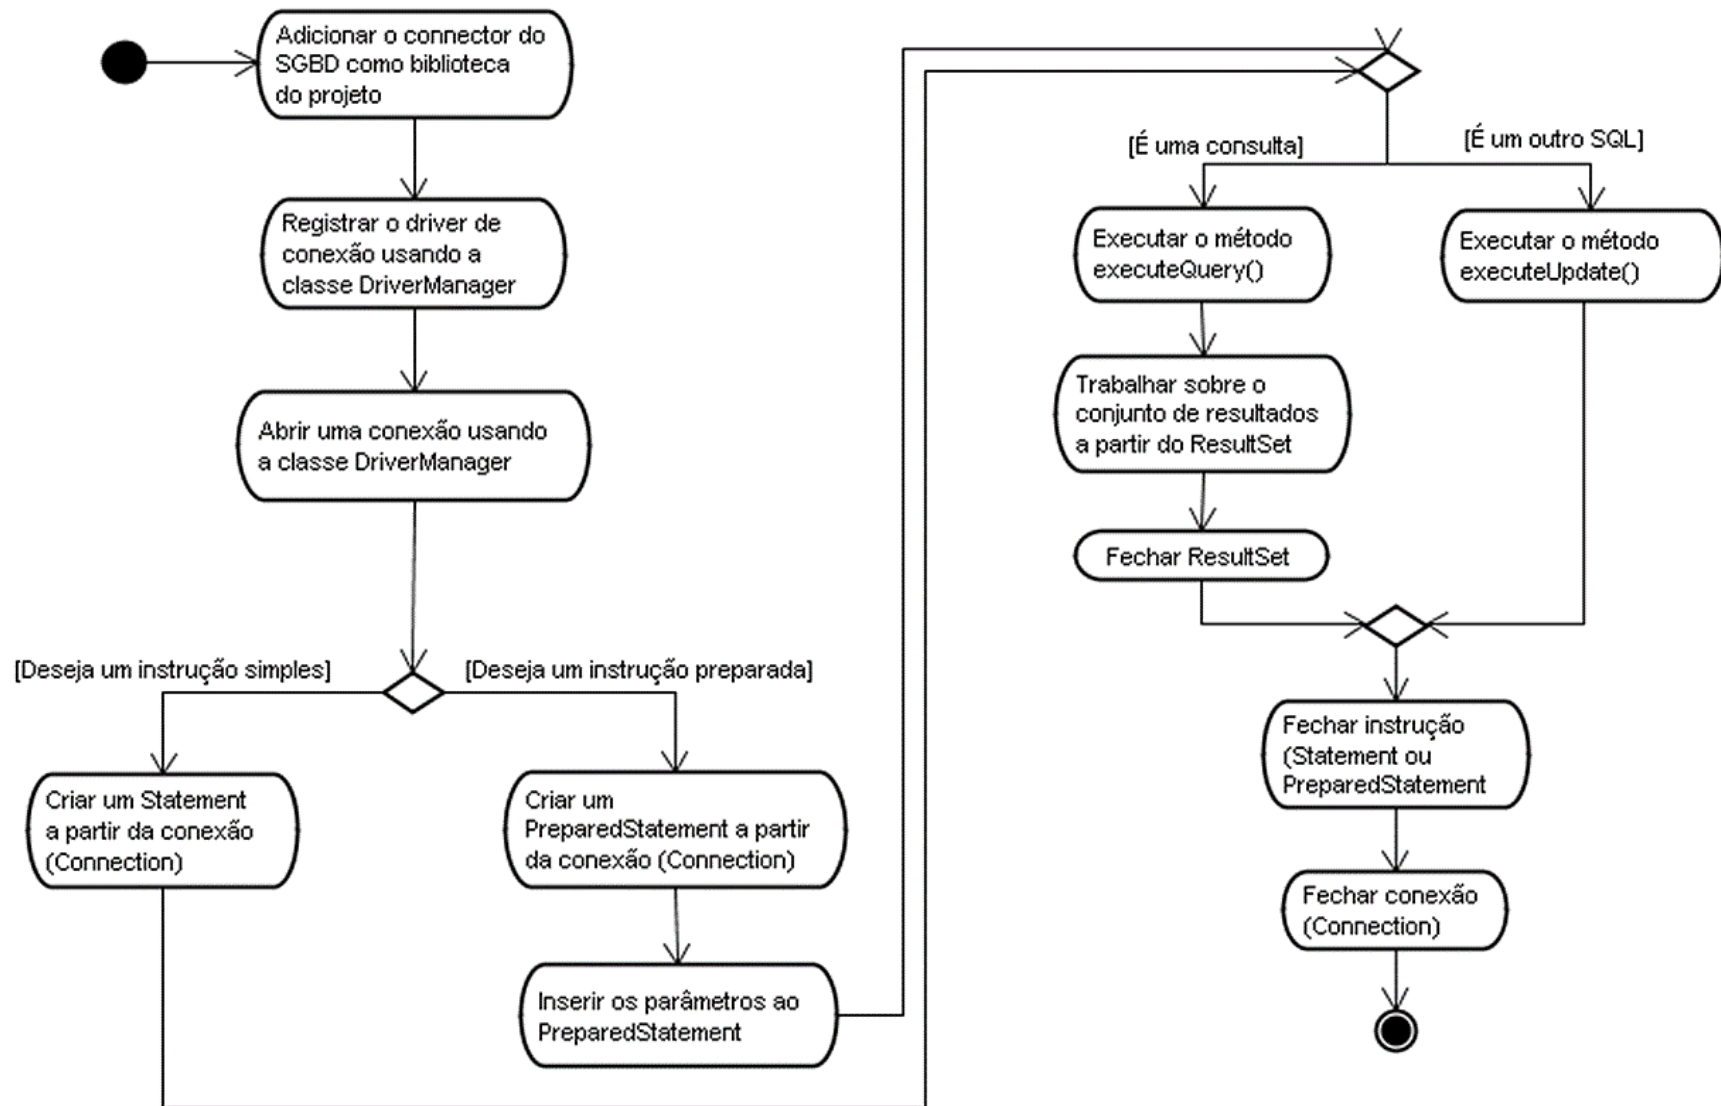 Adicionar o connector do
SGBD como biblioteca
do projeto
Registrar o driver de
conexão usando a
classe DriverManager
Abrir uma conexão usando
a classe DriverManager
[Deseja um instrução simples]
[Deseja um instrução preparada]
Criar um Statement
a partir da conexão
(Connection)
Criar um
PreparedStatement a partir
da conexão (Connection)
Inserir os parâmetros ao
PreparedStatement
[É uma consulta]
[É um outro SQL]
Executar o método
executeQuery()
Executar o método
executeUpdate()
Trabalhar sobre o
conjunto de resultados
a partir do ResultSet
Fechar ResultSet
Fechar instrução
(Statement ou
PreparedStatement
Fechar conexão
(Connection)